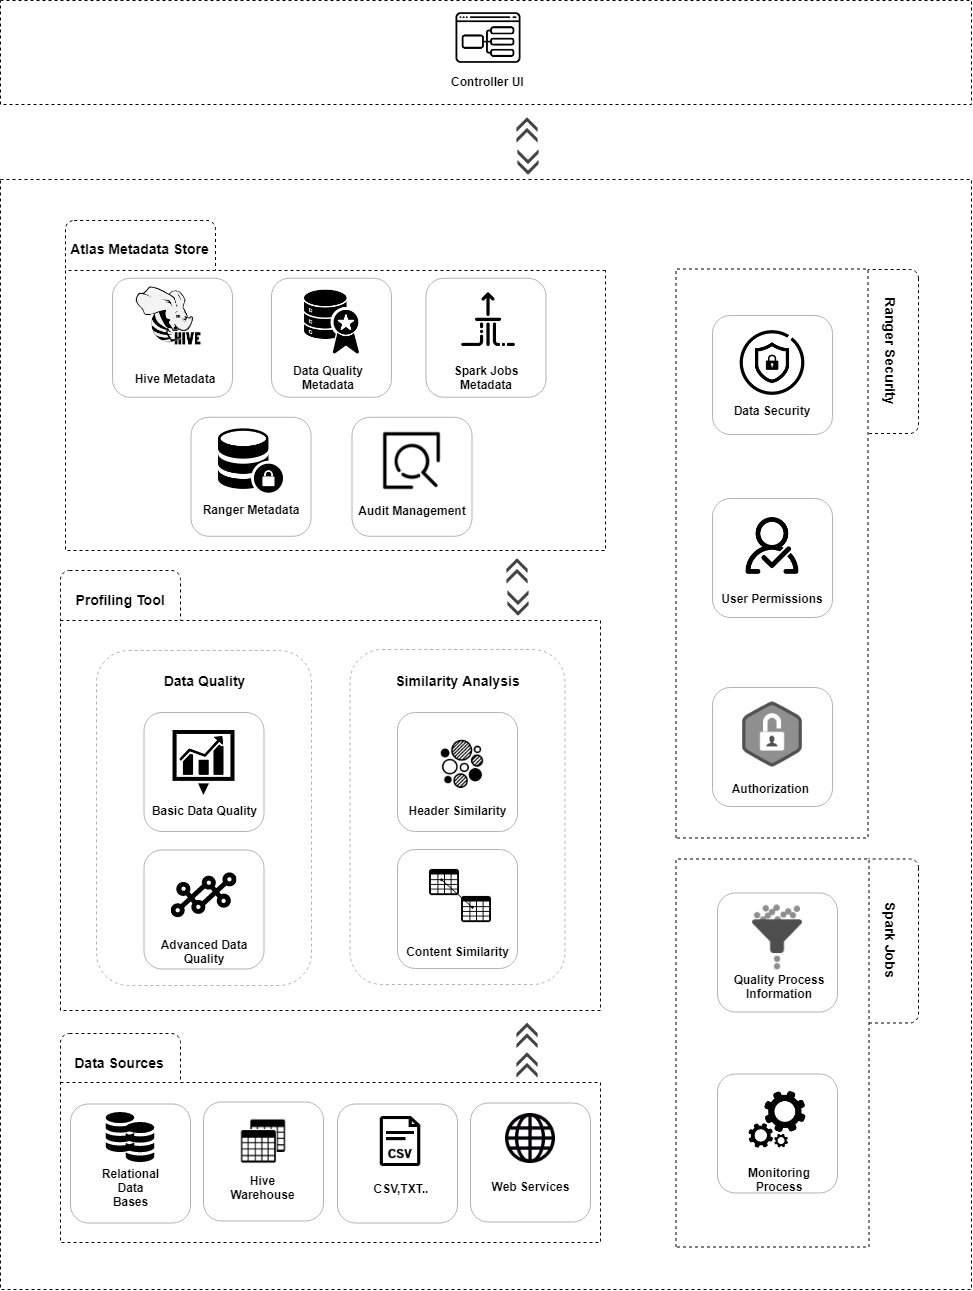 Controller UI
Atlas Metadata Store
HIVE
Hive Metadata
Data Quality
Metadata
Spark Jobs
Metadata
Ranger Metadata
Audit Management
Ranger Security
Data Security
User Permissions
Authorization
Profiling Tool
Data Quality
Basic Data Quality
Advanced Data
Quality
Similarity Analysis
Header Similarity
Content Similarity
Spark Jobs
Quality Process
Information
Monitoring
Process
Data Sources
Relational
Data
Bases
Hive
Warehouse
CSV
CSV,TXT..
Web Services